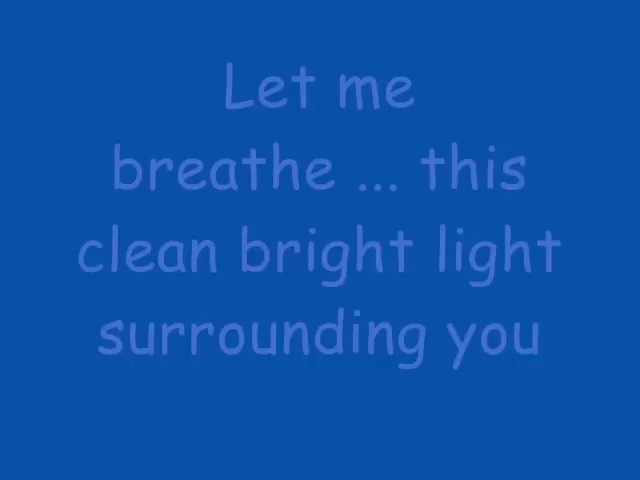 Let me
breathe ... this
clean bright light
surrounding you